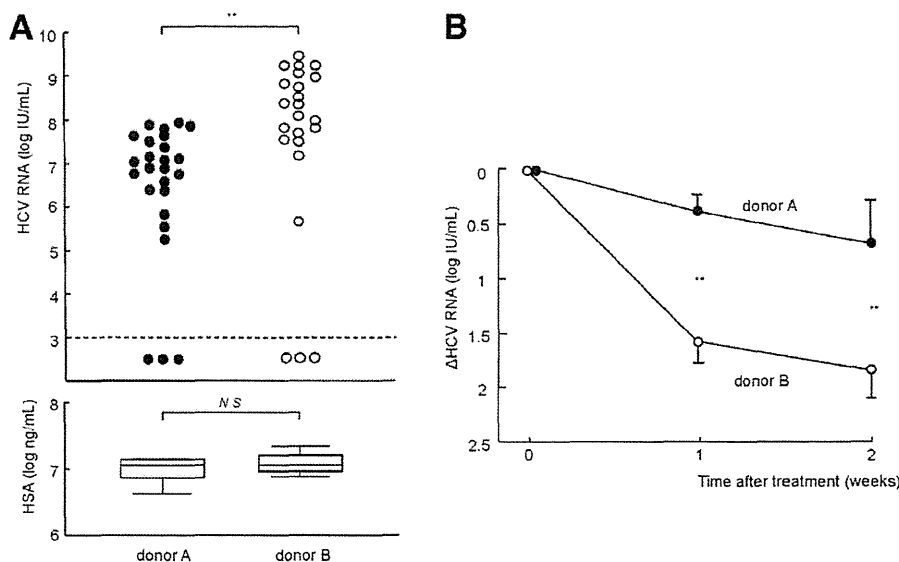 A
**
10
9
8
7
6
5
4
3
HCV RNA (log IU/mL)
8
7
6
HSA (log ng/mL)
NS
donor A
donor B
B
0
0.5
1
1.5
2
2.5
ΔHCV RNA (log IU/mL)
donor A
**
**
donor B
0
1
2
Time after treatment (weeks)